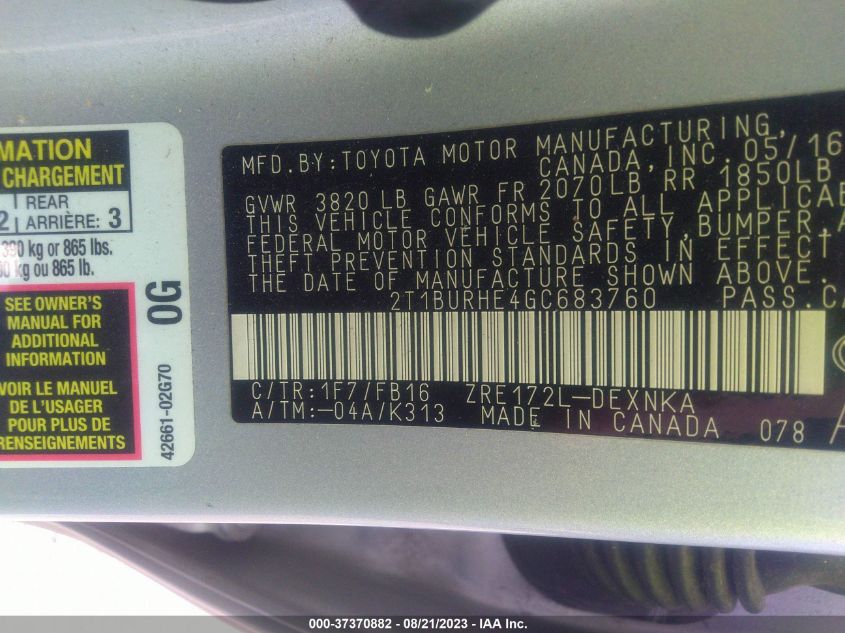 MATION
CHARGEMENT
REAR
2 ARRIÈRE: 3
390 kg or 865 lbs.
kg ou 865 lb.
SEE OWNER'S
MANUAL FOR
ADDITIONAL
INFORMATION
VOIR LE MANUEL
DE L'USAGER
POUR PLUS DE
RENSEIGNEMENTS
0G
42661-02G70
MFD.BY:TOYOTA MOTOR MANUFACTURING,
CANADA,INC.05/16
GVWR 3820LB GAWR FR 2070LB RR 1850LB
THIS VEHICLE CONFORMS TO ALL APPLICAB
FEDERAL MOTOR VEHICLE SAFETY,BUMPER,A
THEFT PREVENTION STANDARDS IN EFFECT
THE DATE OF MANUFACTURE SHOWN ABOVE.
2T1BURHE4GC683760 PASS.CA
C/TR:1F7/FB16 ZRE172L-DEXNKA
A/TM:-04A/K313 MADE IN CANADA 078 A
000-37370882 - 08/21/2023 - IAA Inc.